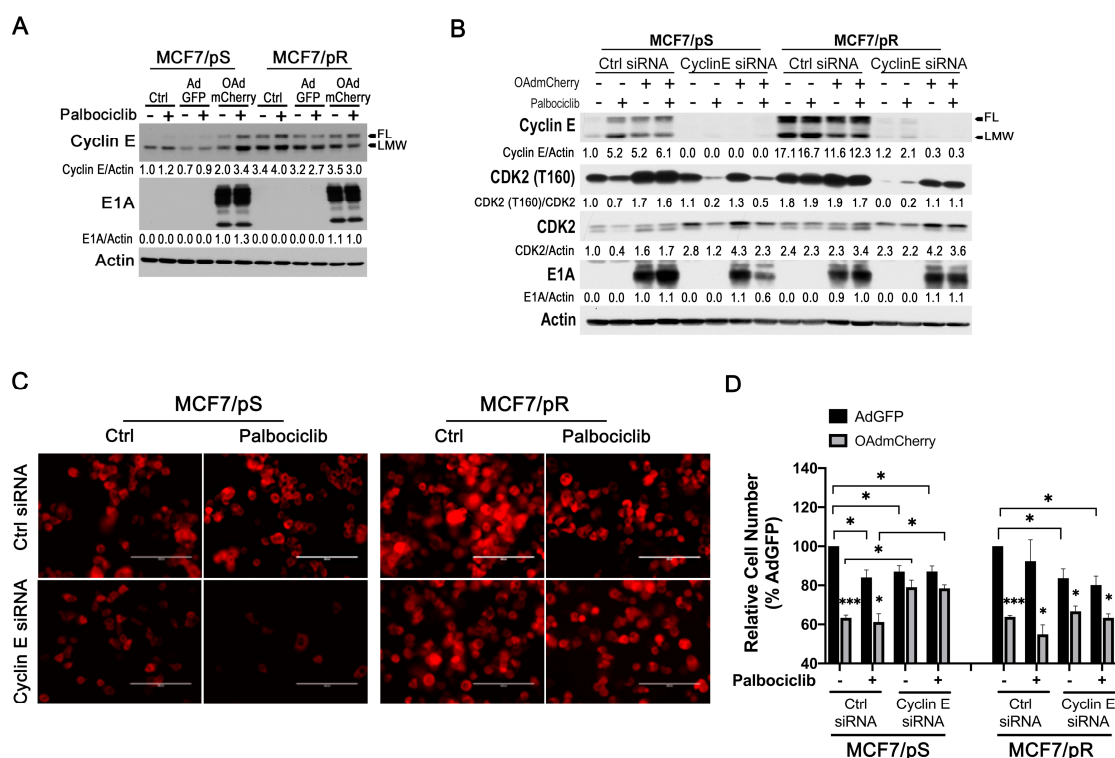 A
MCF7/pS MCF7/pR
Ad OAd Ad OAd
Ctrl GFP mCherry Ctrl GFP mCherry
Palbociclib - + - + - + - + - + - +
Cyclin E FL
LMW
Cyclin E/Actin 1.0 1.2 0.7 0.9 2.0 3.4 3.4 4.0 3.2 2.7 3.5 3.0
E1A
E1A/Actin 0.0 0.0 0.0 0.0 1.0 1.3 0.0 0.0 0.0 0.0 1.1 1.0
Actin
B
MCF7/pS MCF7/pR
Ctrl siRNA CyclinE siRNA Ctrl siRNA CyclinE siRNA
OAdmCherry - - + + - - + + - - + + - - + +
Palbociclib - + - + - + - + - + - + - + - +
Cyclin E FL
LMW
Cyclin E/Actin 1.0 5.2 5.2 6.1 0.0 0.0 0.0 0.0 17.1 16.7 11.6 12.3 1.2 2.1 0.3 0.3
CDK2 (T160)
CDK2 (T160)/CDK2 1.0 0.7 1.7 1.6 1.1 0.2 1.3 0.5 1.8 1.9 1.9 1.7 0.0 0.2 1.1 1.1
CDK2
CDK2/Actin 1.0 0.4 1.6 1.7 2.8 1.2 4.3 2.3 2.4 2.3 2.3 3.4 2.3 2.2 4.2 3.6
E1A
E1A/Actin 0.0 0.0 1.0 1.1 0.0 0.0 1.1 0.6 0.0 0.0 0.9 1.0 0.0 0.0 1.1 1.1
Actin
C
MCF7/pS MCF7/pR
Ctrl Palbociclib Ctrl Palbociclib
Ctrl siRNA
Cyclin E siRNA
D
AdGFP
OAdmCherry
Relative Cell Number
(% AdGFP)
140
120
100
80
60
40
* * * * * * * *
*** * *** * * *
Palbociclib - + - + - + - +
Ctrl Cyclin E Ctrl Cyclin E
siRNA siRNA siRNA siRNA
MCF7/pS MCF7/pR